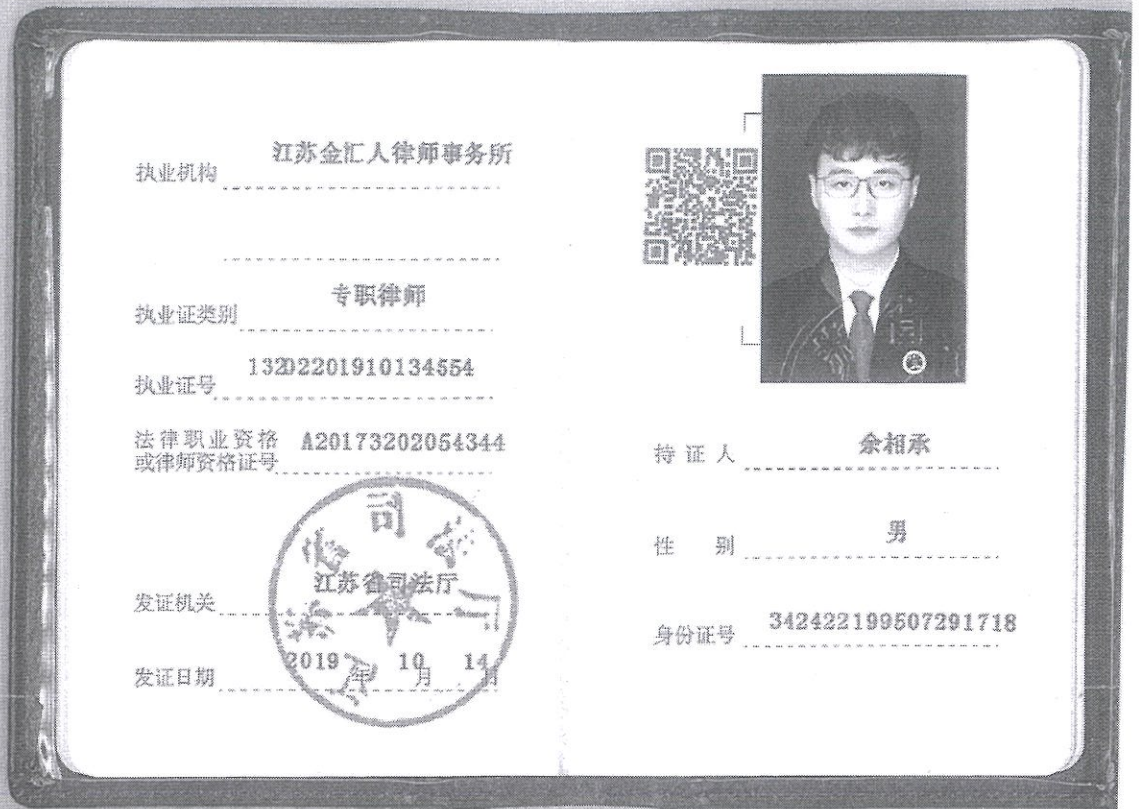 执业机构 江苏金汇人律师事务所
执业证类别 专职律师
执业证号 13202201910134554
法律职业资格 A20173202054344
或律师资格证号
发证机关 江苏省司法厅
发证日期 2019 年 10 月 14 日
持证人 余相承
性别 男
身份证号 342422199507291718